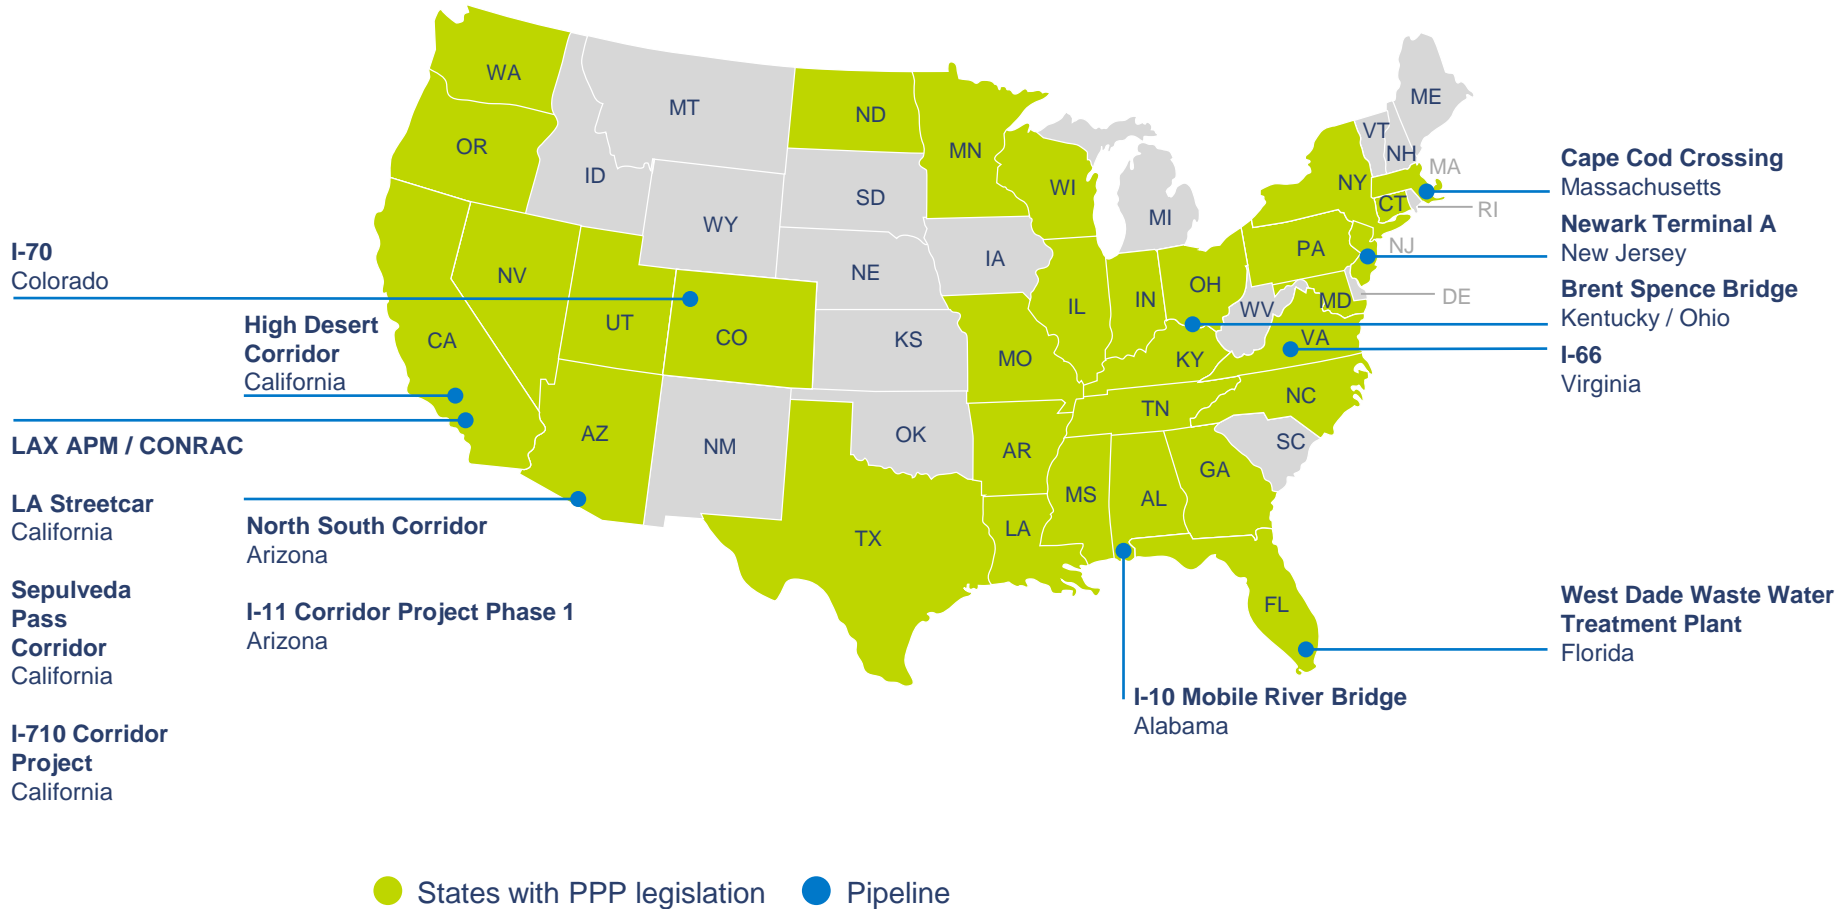 WA
OR
CA
NV
ID
MT
WY
UT
CO
AZ
NM
ND
SD
NE
KS
OK
TX
MN
IA
MO
AR
LA
WI
IL
MI
IN
OH
KY
TN
MS
AL
GA
FL
SC
NC
VA
WV
MD
DE
PA
NJ
NY
CT
RI
MA
VT
NH
ME
I-70
Colorado
High Desert
Corridor
California
LAX APM / CONRAC
LA Streetcar
California
Sepulveda
Pass
Corridor
California
I-710 Corridor
Project
California
North South Corridor
Arizona
I-11 Corridor Project Phase 1
Arizona
Cape Cod Crossing
Massachusetts
Newark Terminal A
New Jersey
Brent Spence Bridge
Kentucky / Ohio
I-66
Virginia
West Dade Waste Water
Treatment Plant
Florida
I-10 Mobile River Bridge
Alabama
States with PPP legislation
Pipeline